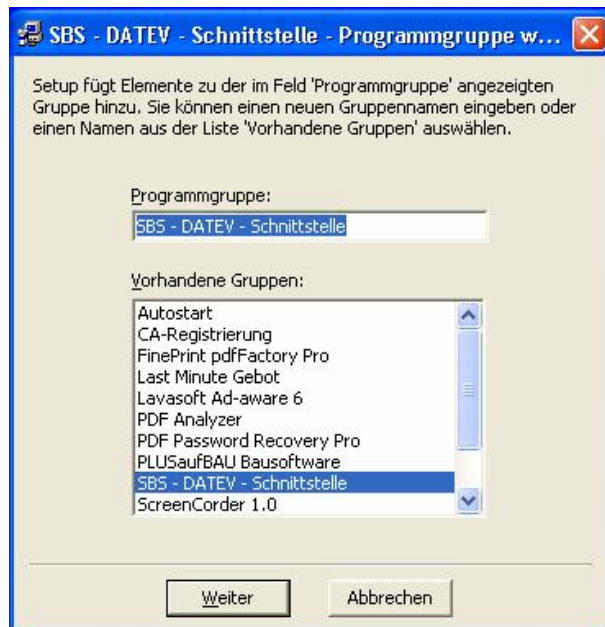 SBS - DATEV - Schnittstelle - Programmgruppe w...
Setup fügt Elemente zu der im Feld 'Programmgruppe' angezeigten
Gruppe hinzu. Sie können einen neuen Gruppennamen eingeben oder
einen Namen aus der Liste 'Vorhandene Gruppen' auswählen.
Programmgruppe:
SBS - DATEV - Schnittstelle
Vorhandene Gruppen:
Autostart
CA-Registrierung
FinePrint pdfFactory Pro
Last Minute Gebot
Lavasoft Ad-aware 6
PDF Analyzer
PDF Password Recovery Pro
PLUSaufBAU Bausoftware
SBS - DATEV - Schnittstelle
ScreenCorder 1.0
Weiter
Abbrechen